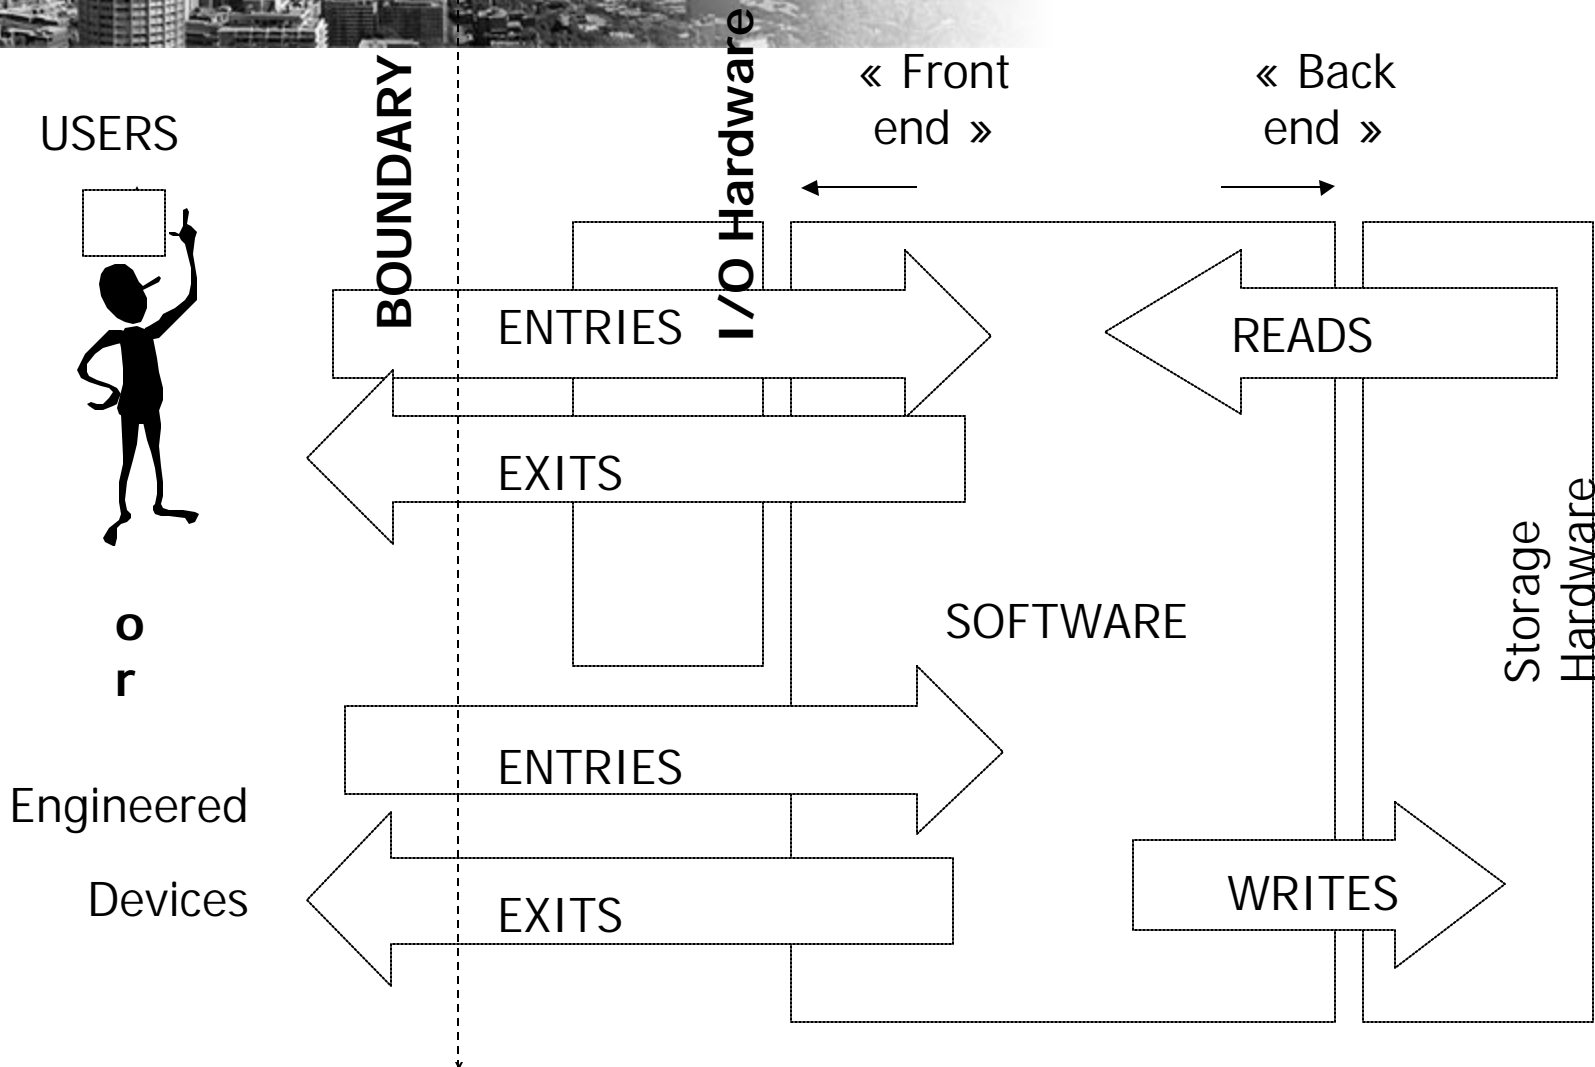 USERS
BOUNDARY
I/O Hardware
« Front
end »
« Back
end »
ENTRIES
READS
EXITS
o
r
SOFTWARE
Storage
Hardware
ENTRIES
Engineered
Devices
EXITS
WRITES